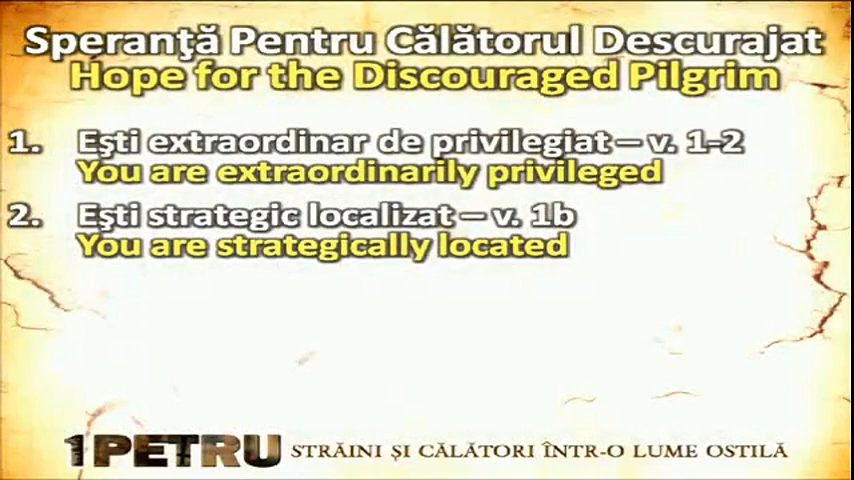 Speranţă Pentru Călătorul Descurajat
Hope for the Discouraged Pilgrim
1. Eşti extraordinar de privilegiat – v. 1-2
You are extraordinarily privileged
2. Eşti strategic localizat – v. 1b
You are strategically located
1PETRU STRĂINI ȘI CĂLĂTORI ÎNTR-O LUME OSTILĂ